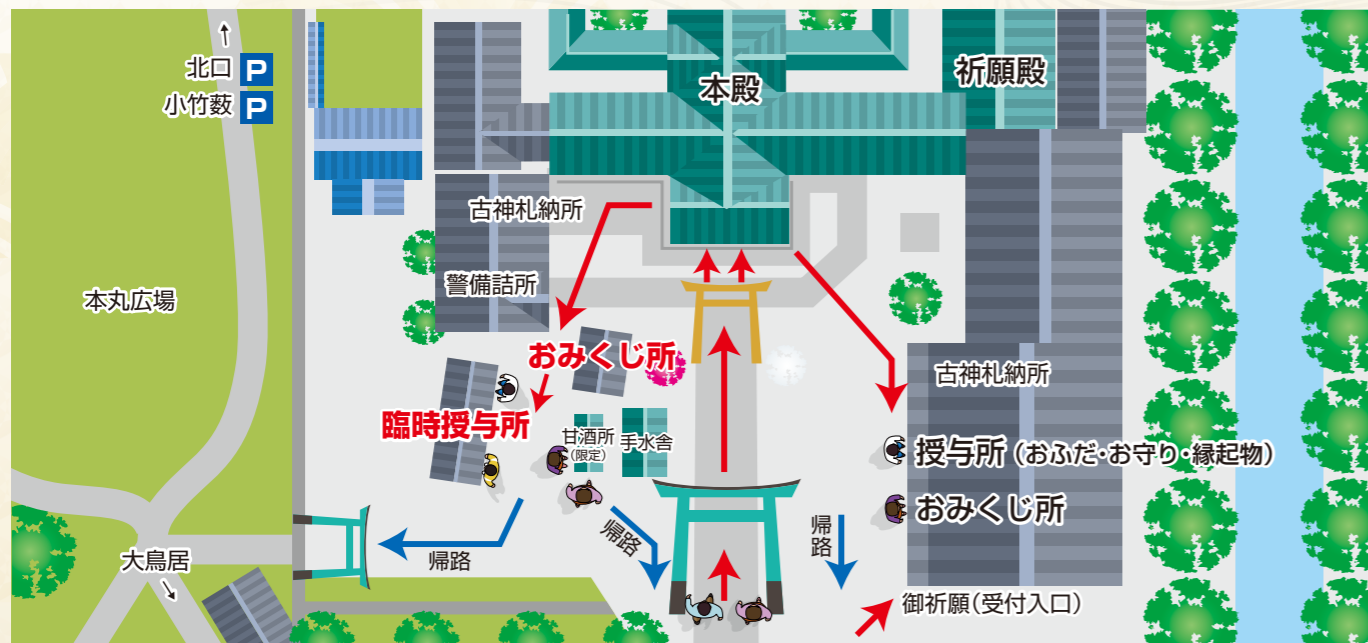 北口 P
小竹薮 P
本殿
祈願殿
古神札納所
警備詰所
本丸広場
おみくじ所
臨時授与所
甘酒所
(限定)
手水舎
古神札納所
授与所 (おふだ・お守り・縁起物)
おみくじ所
帰路
帰路
帰路
大鳥居
御祈願(受付入口)